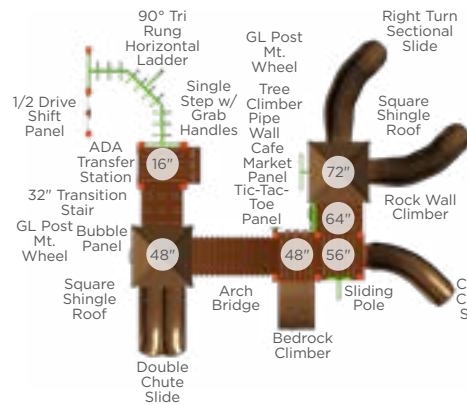 90° Tri
Rung
Horizontal
Ladder
GL Post
Mt.
Wheel
Right Turn
Sectional
Slide
1/2 Drive
Shift
Panel
Single
Step w/
Grab
Handles
Tree
Climber
Pipe
Wall
Cafe
Market
Panel
Tic-Tac-
Toe
Panel
Square
Shingle
Roof
ADA
Transfer
Station
16"
72"
32" Transition
Stair
Rock Wall
Climber
64"
GL Post
Mt.
Wheel
Bubble
Panel
48"
48"
56"
Square
Shingle
Roof
Arch
Bridge
Sliding
Pole
Bedrock
Climber
Double
Chute
Slide